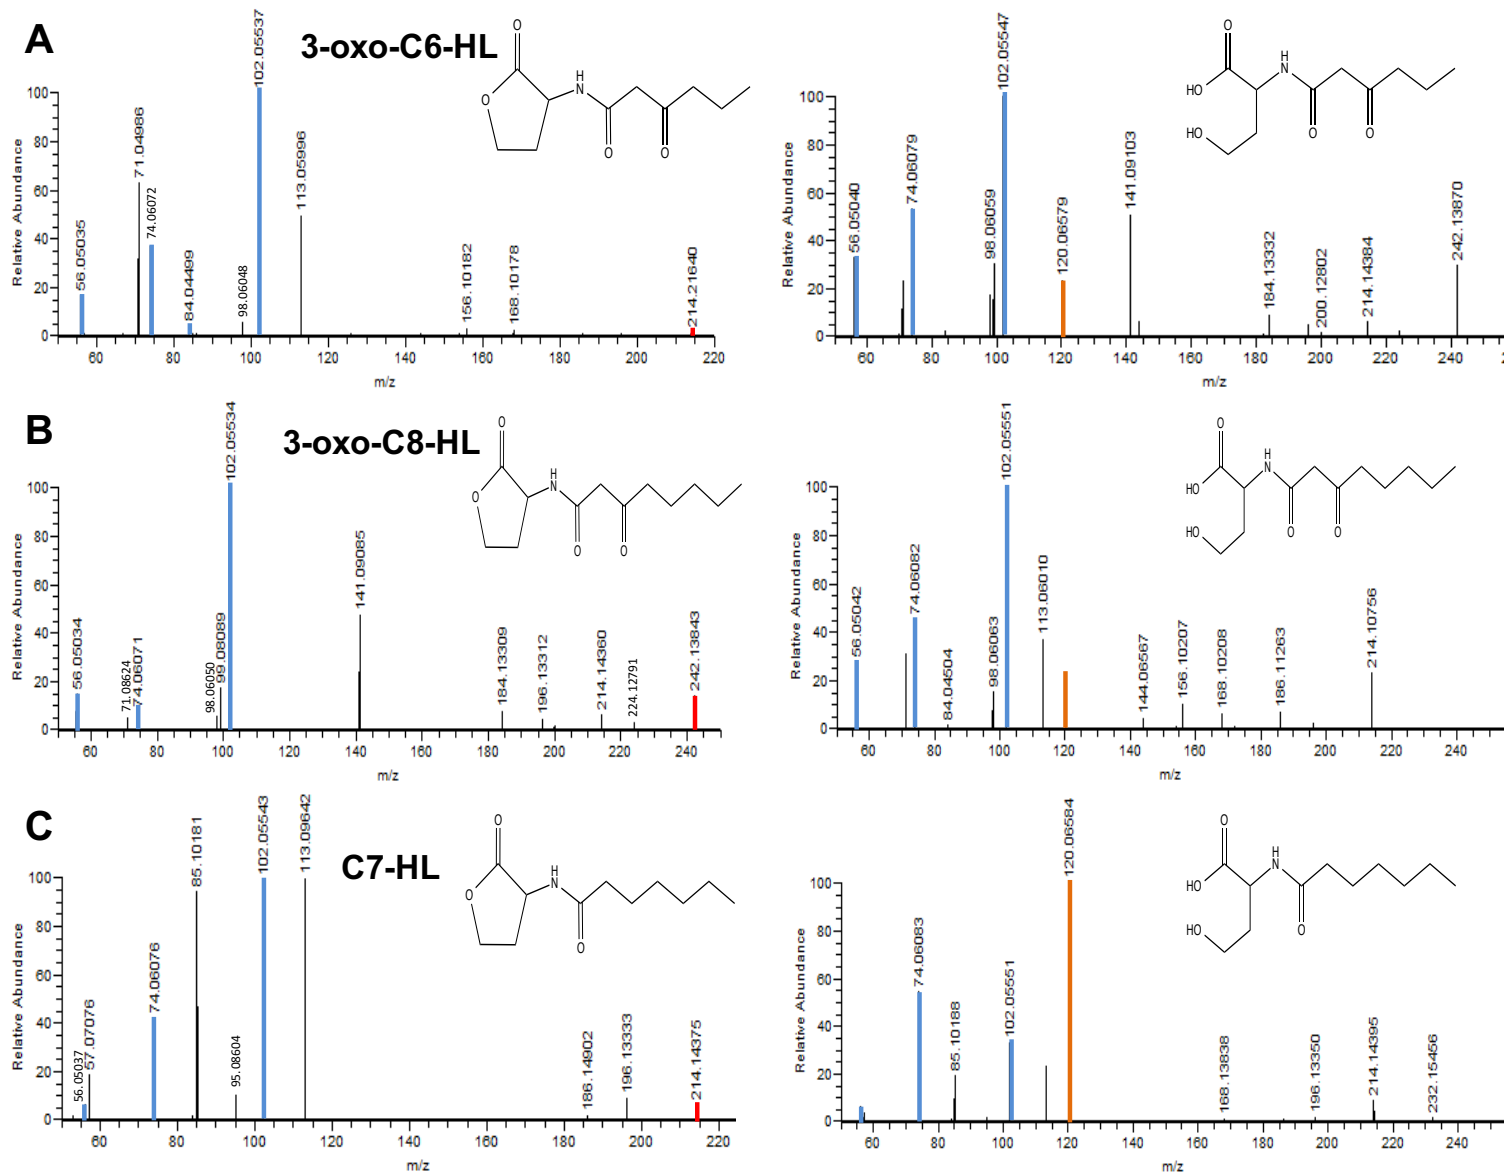 A
3-oxo-C6-HL
Relative Abundance
100
80
60
40
20
0
56.05035
71.04986
74.06072
84.04499
98.06048
102.05537
113.05996
156.10182
168.10178
214.21640
60 80 100 120 140 160 180 200 220
m/z
O
O
H
N
O
O
Relative Abundance
100
80
60
40
20
0
56.05040
74.06079
98.06059
102.05547
120.06579
141.09103
184.13332
200.12802
214.14384
242.13870
60 80 100 120 140 160 180 200 220 240 2
m/z
O
HO
H
N
HO
O
O
B
3-oxo-C8-HL
Relative Abundance
100
80
60
40
20
0
56.05034
71.08624
74.06071
98.06050
99.08089
102.05534
141.09085
184.13309
196.13312
214.14360
224.12791
242.13843
60 80 100 120 140 160 180 200 220 240
m/z
O
O
H
N
O
O
Relative Abundance
100
80
60
40
20
0
56.05042
74.06082
84.04504
98.06063
102.05551
113.06010
144.06567
156.10207
168.10208
186.11263
214.10756
60 80 100 120 140 160 180 200 220 240
m/z
O
HO
H
N
HO
O
O
C
C7-HL
Relative Abundance
100
80
60
40
20
0
56.05037
57.07076
74.06076
85.10181
95.08604
102.05543
113.09642
186.14902
196.13333
214.14375
60 80 100 120 140 160 180 200 220
m/z
O
O
H
N
O
Relative Abundance
100
80
60
40
20
0
74.06083
85.10188
102.05551
120.06584
168.13838
196.13350
214.14395
232.15456
60 80 100 120 140 160 180 200 220 240
m/z
O
HO
H
N
HO
O